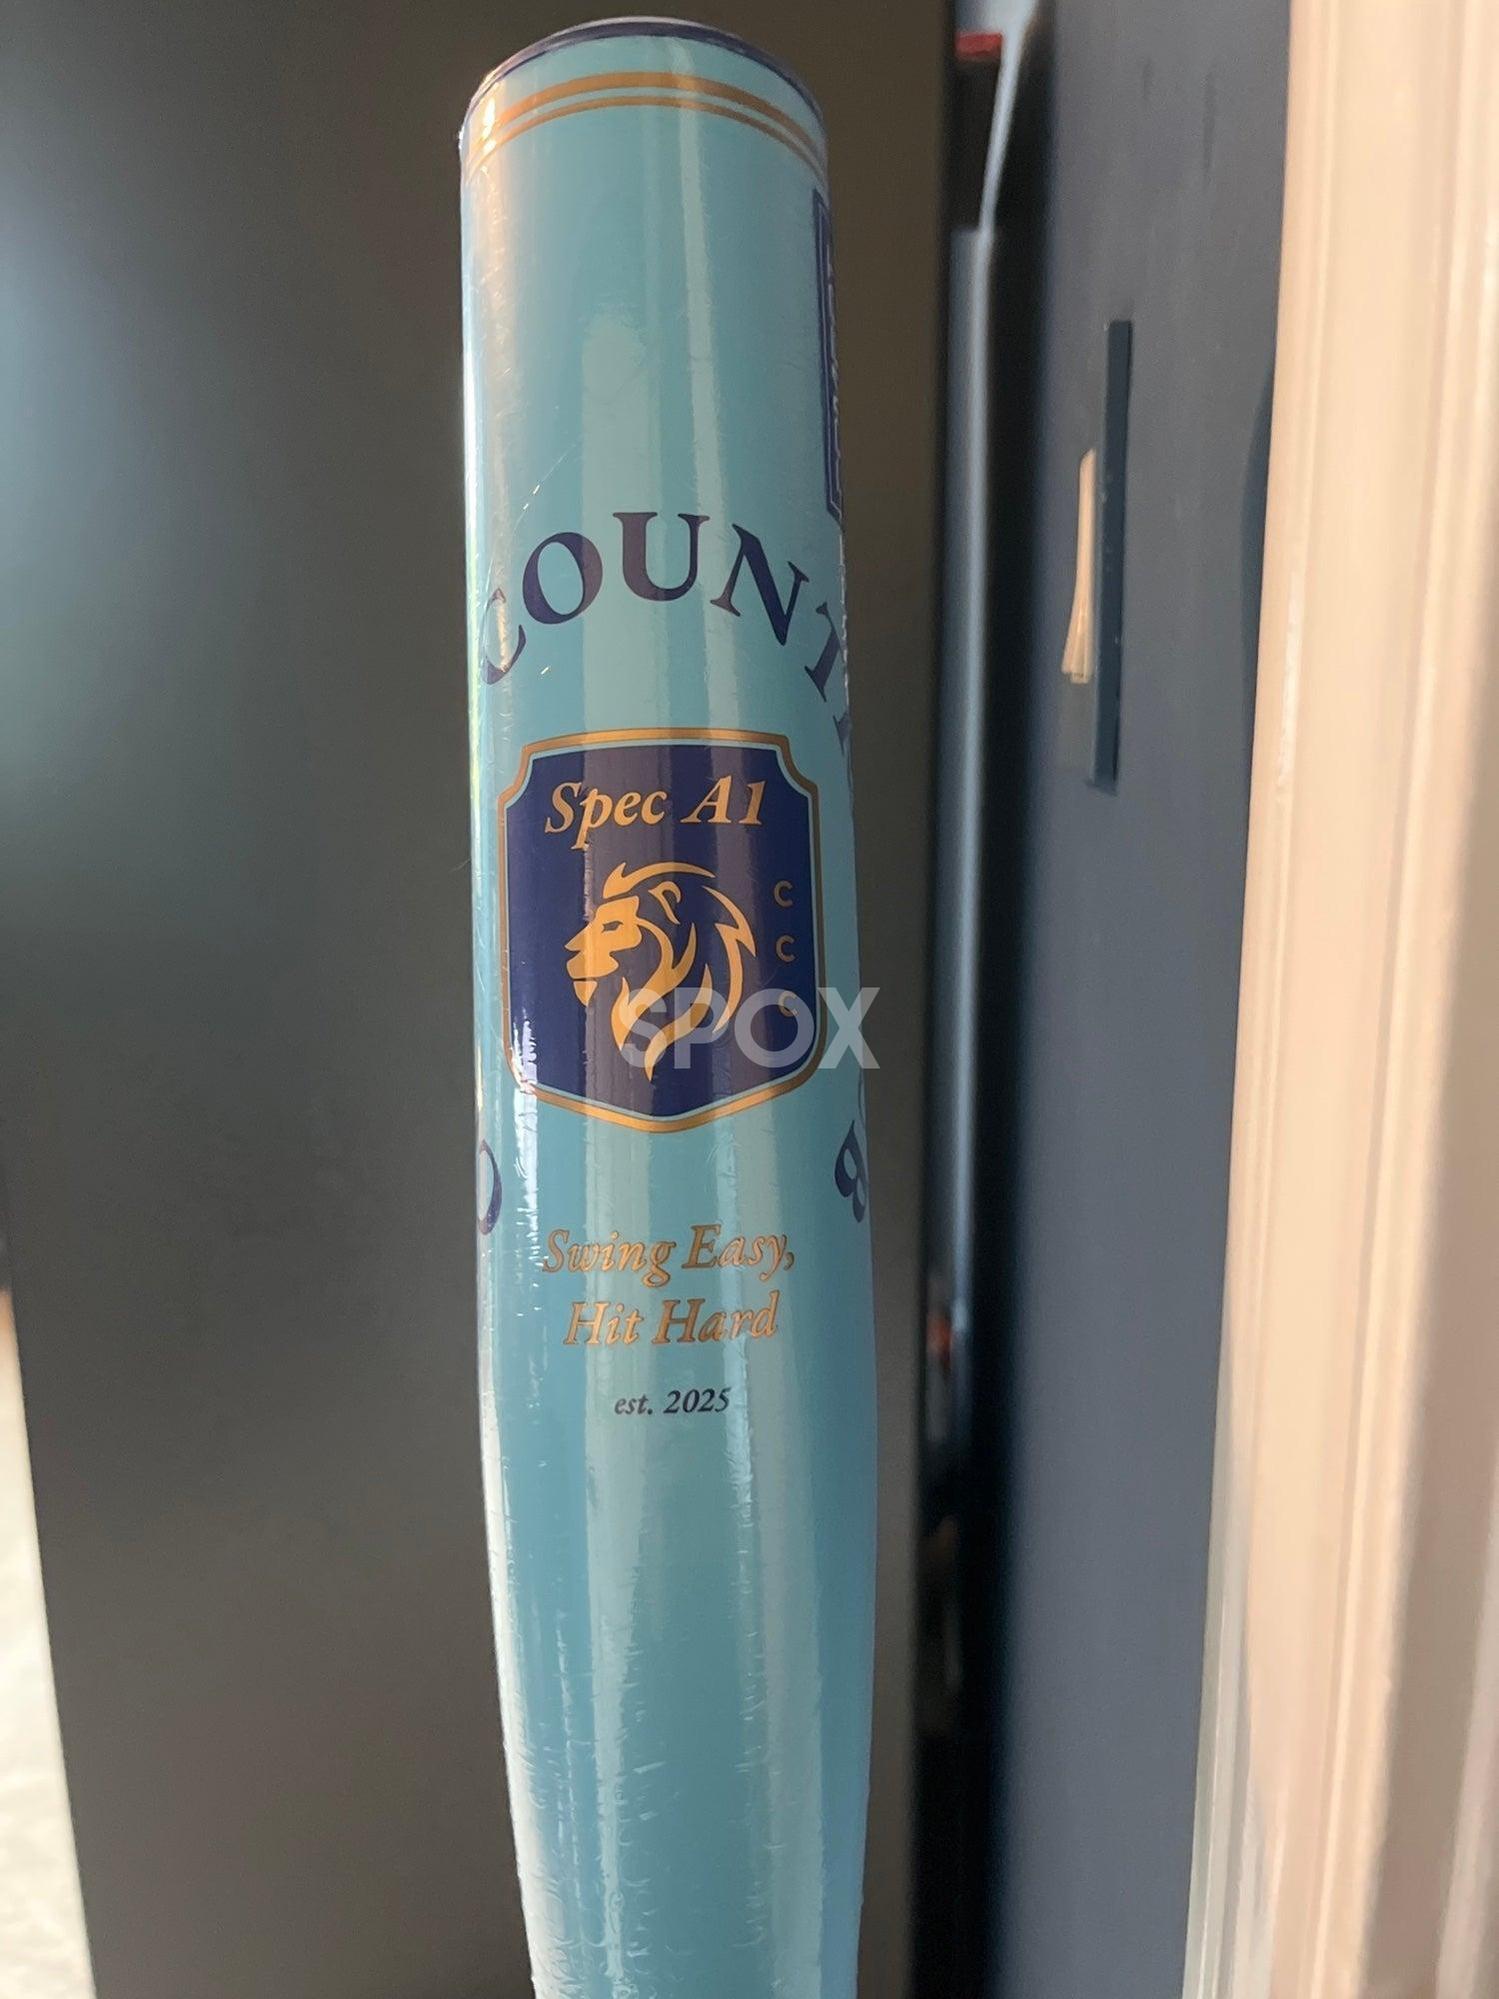 COUNT
Spec A1
C
C
C
SPOX
Swing Easy,
Hit Hard
est. 2025